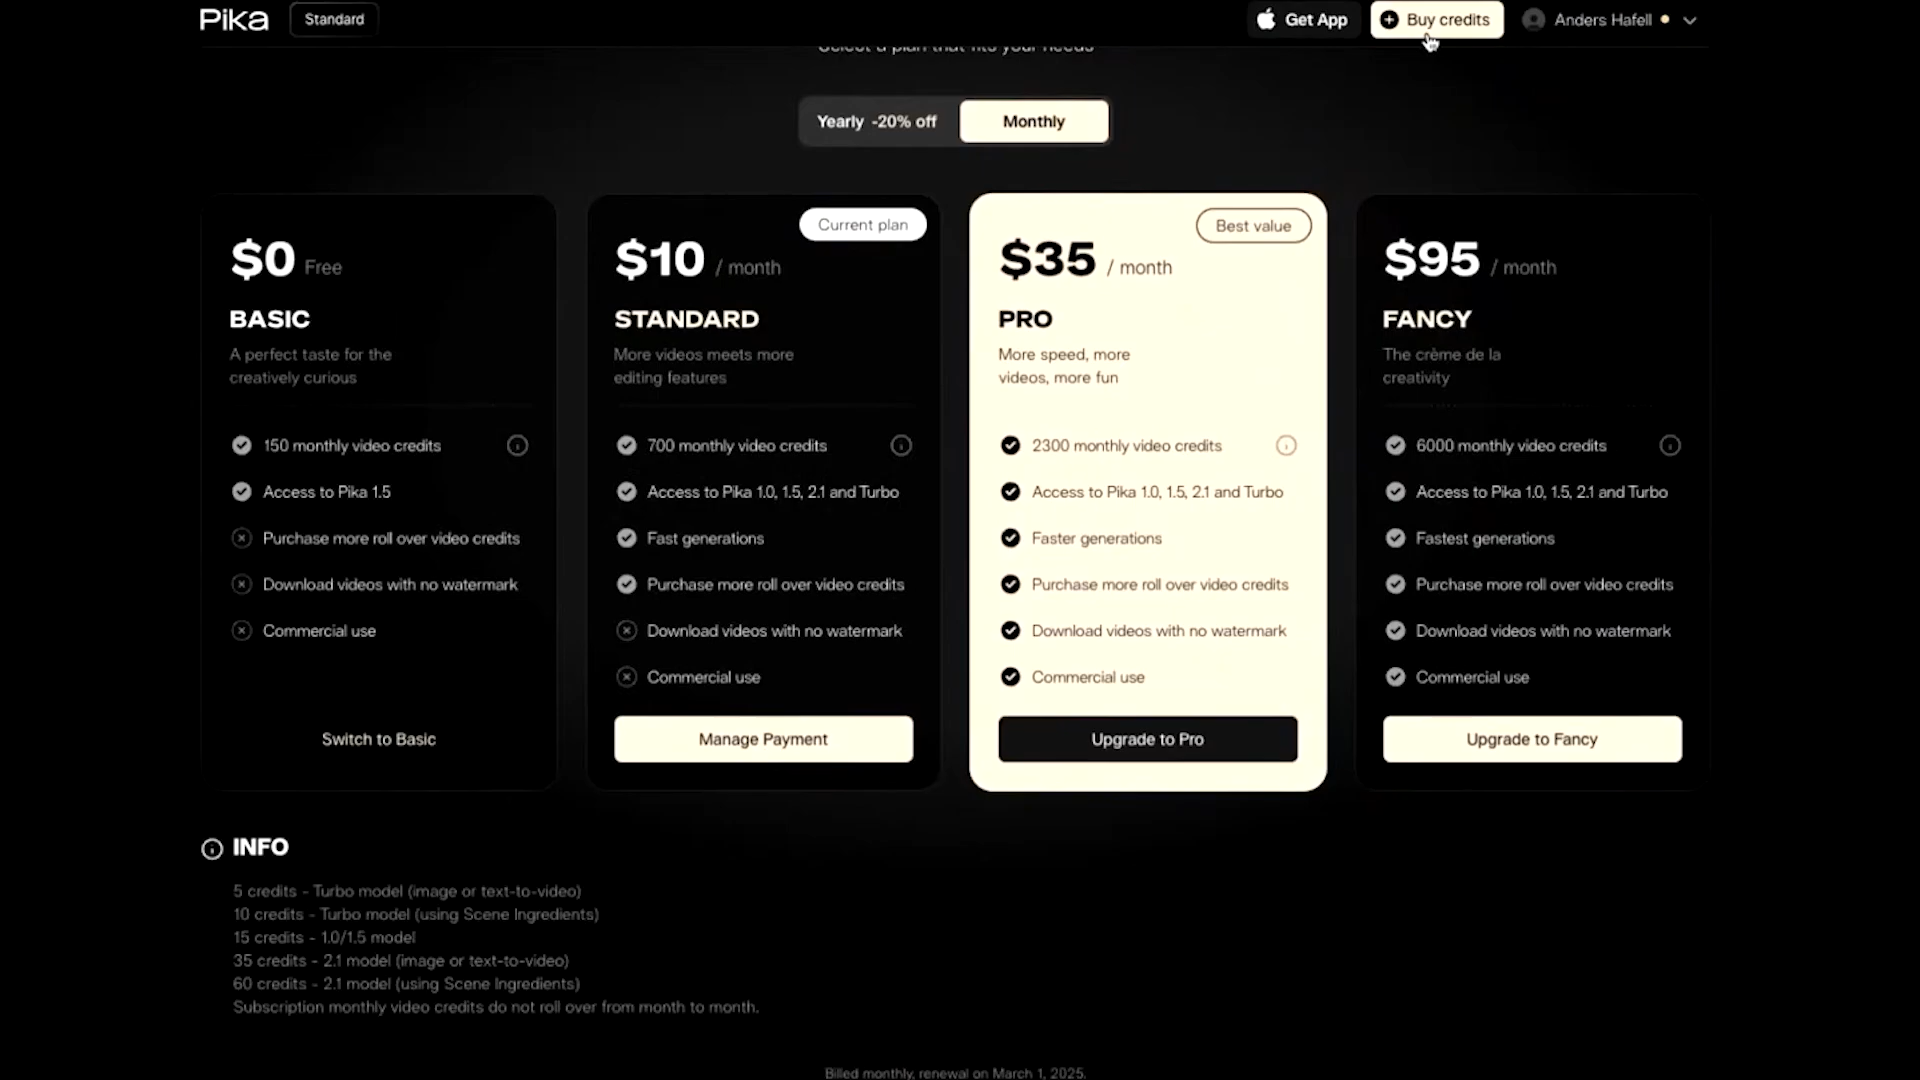 Pika
Standard
Get App
Buy credits
Anders Hafell
Select a plan that fits your needs
Yearly -20% off
Monthly
$0 Free
BASIC
A perfect taste for the
creatively curious
150 monthly video credits
Access to Pika 1.5
Purchase more roll over video credits
Download videos with no watermark
Commercial use
Switch to Basic
Current plan
$10 / month
STANDARD
More videos meets more
editing features
700 monthly video credits
Access to Pika 1.0, 1.5, 2.1 and Turbo
Fast generations
Purchase more roll over video credits
Download videos with no watermark
Commercial use
Manage Payment
Best value
$35 / month
PRO
More speed, more
videos, more fun
2300 monthly video credits
Access to Pika 1.0, 1.5, 2.1 and Turbo
Faster generations
Purchase more roll over video credits
Download videos with no watermark
Commercial use
Upgrade to Pro
$95 / month
FANCY
The crème de la
creativity
6000 monthly video credits
Access to Pika 1.0, 1.5, 2.1 and Turbo
Fastest generations
Purchase more roll over video credits
Download videos with no watermark
Commercial use
Upgrade to Fancy
INFO
5 credits - Turbo model (image or text-to-video)
10 credits - Turbo model (using Scene Ingredients)
15 credits - 1.0/1.5 model
35 credits - 2.1 model (image or text-to-video)
60 credits - 2.1 model (using Scene Ingredients)
Subscription monthly video credits do not roll over from month to month.
Billed monthly, renewal on March 1, 2025.